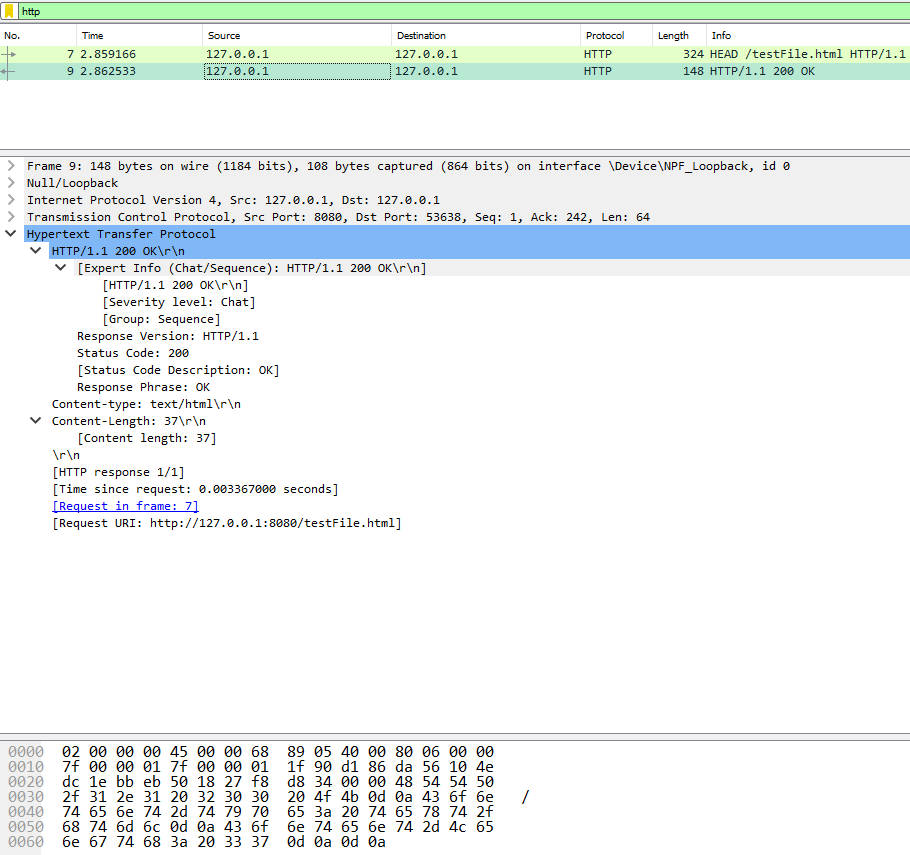 http
No. Time Source Destination Protocol Length Info
7 2.859166 127.0.0.1 127.0.0.1 HTTP 324 HEAD /testFile.html HTTP/1.1
9 2.862533 127.0.0.1 127.0.0.1 HTTP 148 HTTP/1.1 200 OK
Frame 9: 148 bytes on wire (1184 bits), 108 bytes captured (864 bits) on interface \Device\NPF_Loopback, id 0
Null/Loopback
Internet Protocol Version 4, Src: 127.0.0.1, Dst: 127.0.0.1
Transmission Control Protocol, Src Port: 8080, Dst Port: 53638, Seq: 1, Ack: 242, Len: 64
Hypertext Transfer Protocol
HTTP/1.1 200 OK\r\n
[Expert Info (Chat/Sequence): HTTP/1.1 200 OK\r\n]
[HTTP/1.1 200 OK\r\n]
[Severity level: Chat]
[Group: Sequence]
Response Version: HTTP/1.1
Status Code: 200
[Status Code Description: OK]
Response Phrase: OK
Content-type: text/html\r\n
Content-Length: 37\r\n
[Content length: 37]
\r\n
[HTTP response 1/1]
[Time since request: 0.003367000 seconds]
[Request in frame: 7]
[Request URI: http://127.0.0.1:8080/testFile.html]
0000 02 00 00 00 45 00 00 68 89 05 40 00 80 06 00 00
0010 7f 00 00 01 7f 00 00 01 1f 90 d1 86 da 56 10 4e
0020 dc 1e bb eb 50 18 27 f8 d8 34 00 00 48 54 54 50
0030 2f 31 2e 31 20 32 30 30 20 4f 4b 0d 0a 43 6f 6e /
0040 74 65 6e 74 2d 74 79 70 65 3a 20 74 65 78 74 2f
0050 68 74 6d 6c 0d 0a 43 6f 6e 74 65 6e 74 2d 4c 65
0060 6e 67 74 68 3a 20 33 37 0d 0a 0d 0a